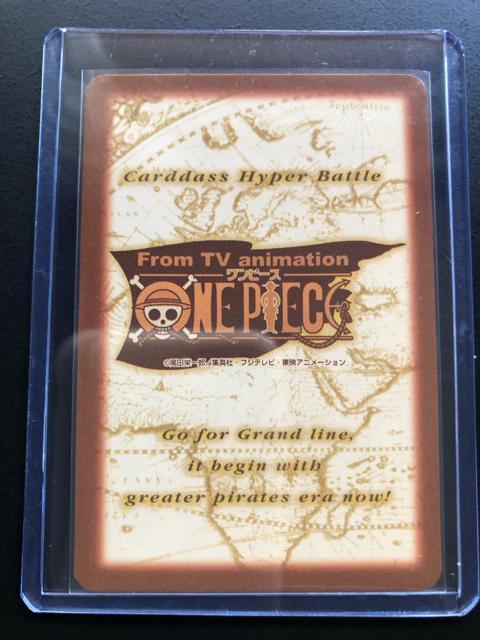 Septentrio
Carddass Hyper Battle
From TV animation
ワンピース
ONE PIECE
©尾田栄一郎／集英社・フジテレビ・東映アニメーション
Go for Grand line,
it begin with
greater pirates era now!